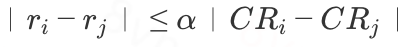 | r_i − r_j | ≤ α | CR_i − CR_j |